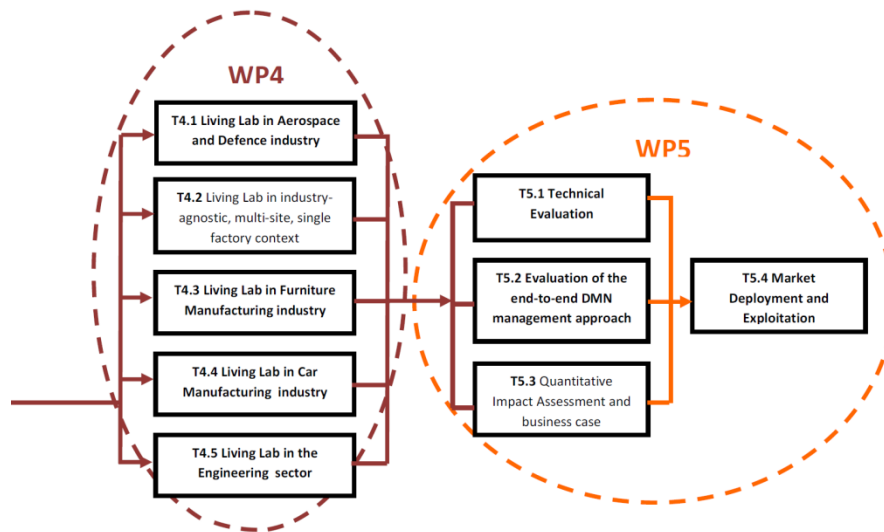 WP4
T4.1 Living Lab in Aerospace
and Defence industry
T4.2 Living Lab in industry-
agnostic, multi-site, single
factory context
T4.3 Living Lab in Furniture
Manufacturing industry
T4.4 Living Lab in Car
Manufacturing industry
T4.5 Living Lab in the
Engineering sector
WP5
T5.1 Technical
Evaluation
T5.2 Evaluation of the
end-to-end DMN
management approach
T5.3 Quantitative
Impact Assessment and
business case
T5.4 Market
Deployment and
Exploitation